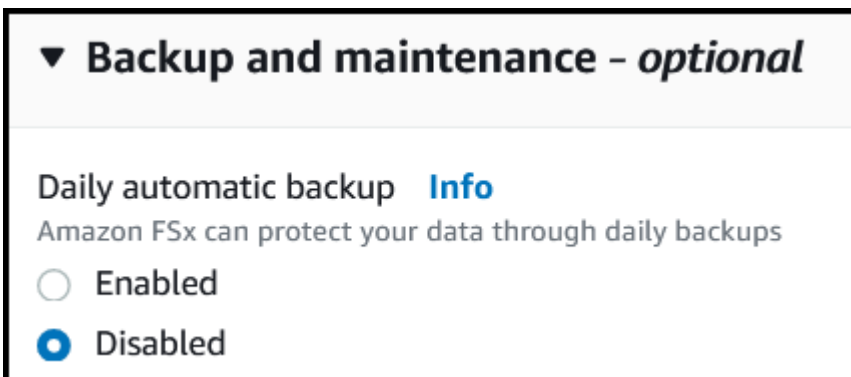 Backup and maintenance - optional
Daily automatic backup Info
Amazon FSx can protect your data through daily backups
Enabled
Disabled